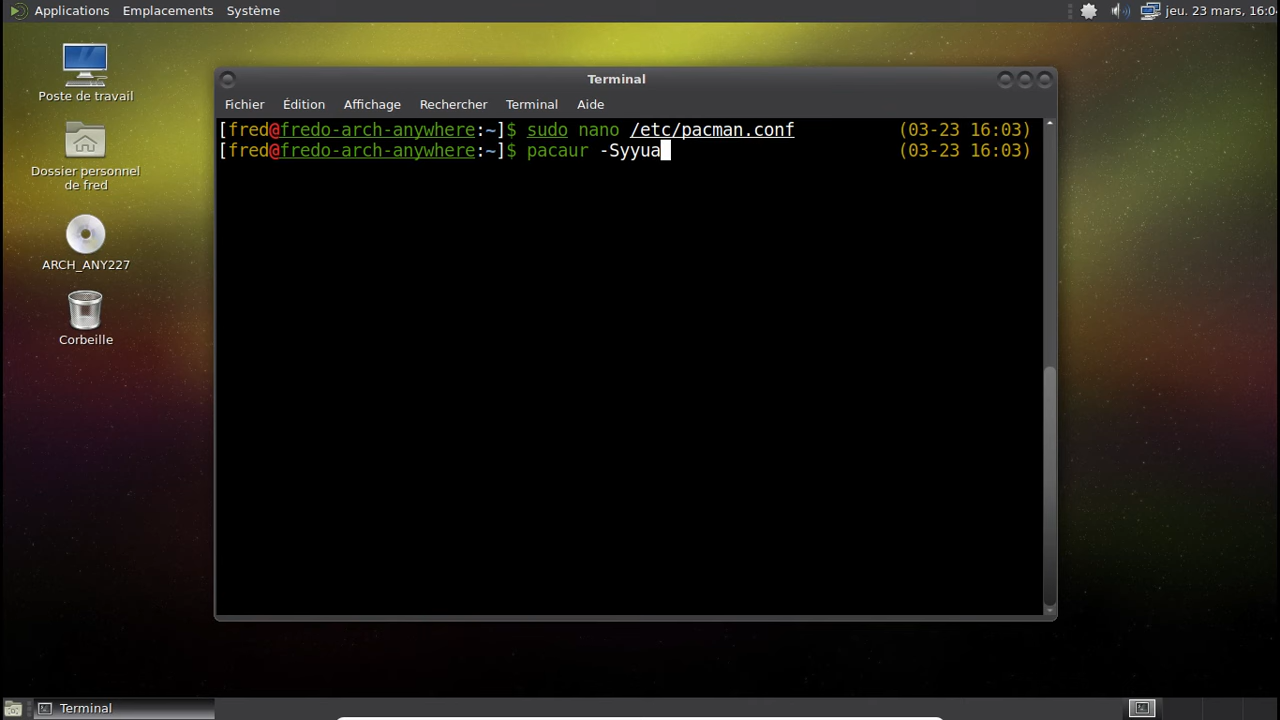 Applications Emplacements Système jeu. 23 mars, 16:04
Poste de travail
Dossier personnel
de fred
ARCH_ANY227
Corbeille
Terminal
Fichier Édition Affichage Rechercher Terminal Aide
[fred@fredo-arch-anywhere:~]$ sudo nano /etc/pacman.conf (03-23 16:03)
[fred@fredo-arch-anywhere:~]$ pacaur -Syyua (03-23 16:03)
Terminal